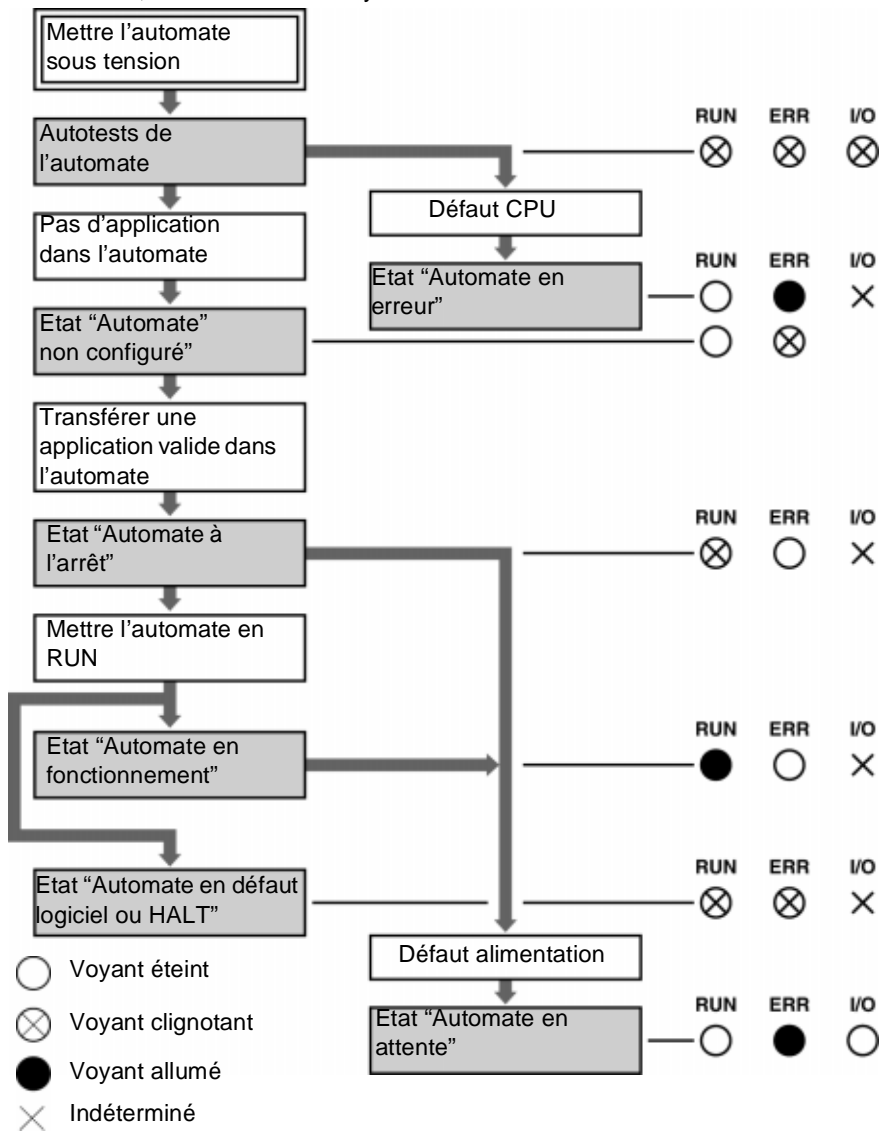 Mettre l'automate
sous tension
RUN ERR I/O
Autotests de
l'automate
Défaut CPU
Pas d'application
dans l'automate
RUN ERR I/O
Etat “Automate en
erreur”
Etat “Automate”
non configuré”
Transférer une
application valide dans
l'automate
RUN ERR I/O
Etat “Automate à
l'arrêt”
Mettre l'automate en
RUN
RUN ERR I/O
Etat “Automate en
fonctionnement”
RUN ERR I/O
Etat “Automate en défaut
logiciel ou HALT”
Défaut alimentation
Voyant éteint
RUN ERR I/O
Etat “Automate en
attente”
Voyant clignotant
Voyant allumé
Indéterminé